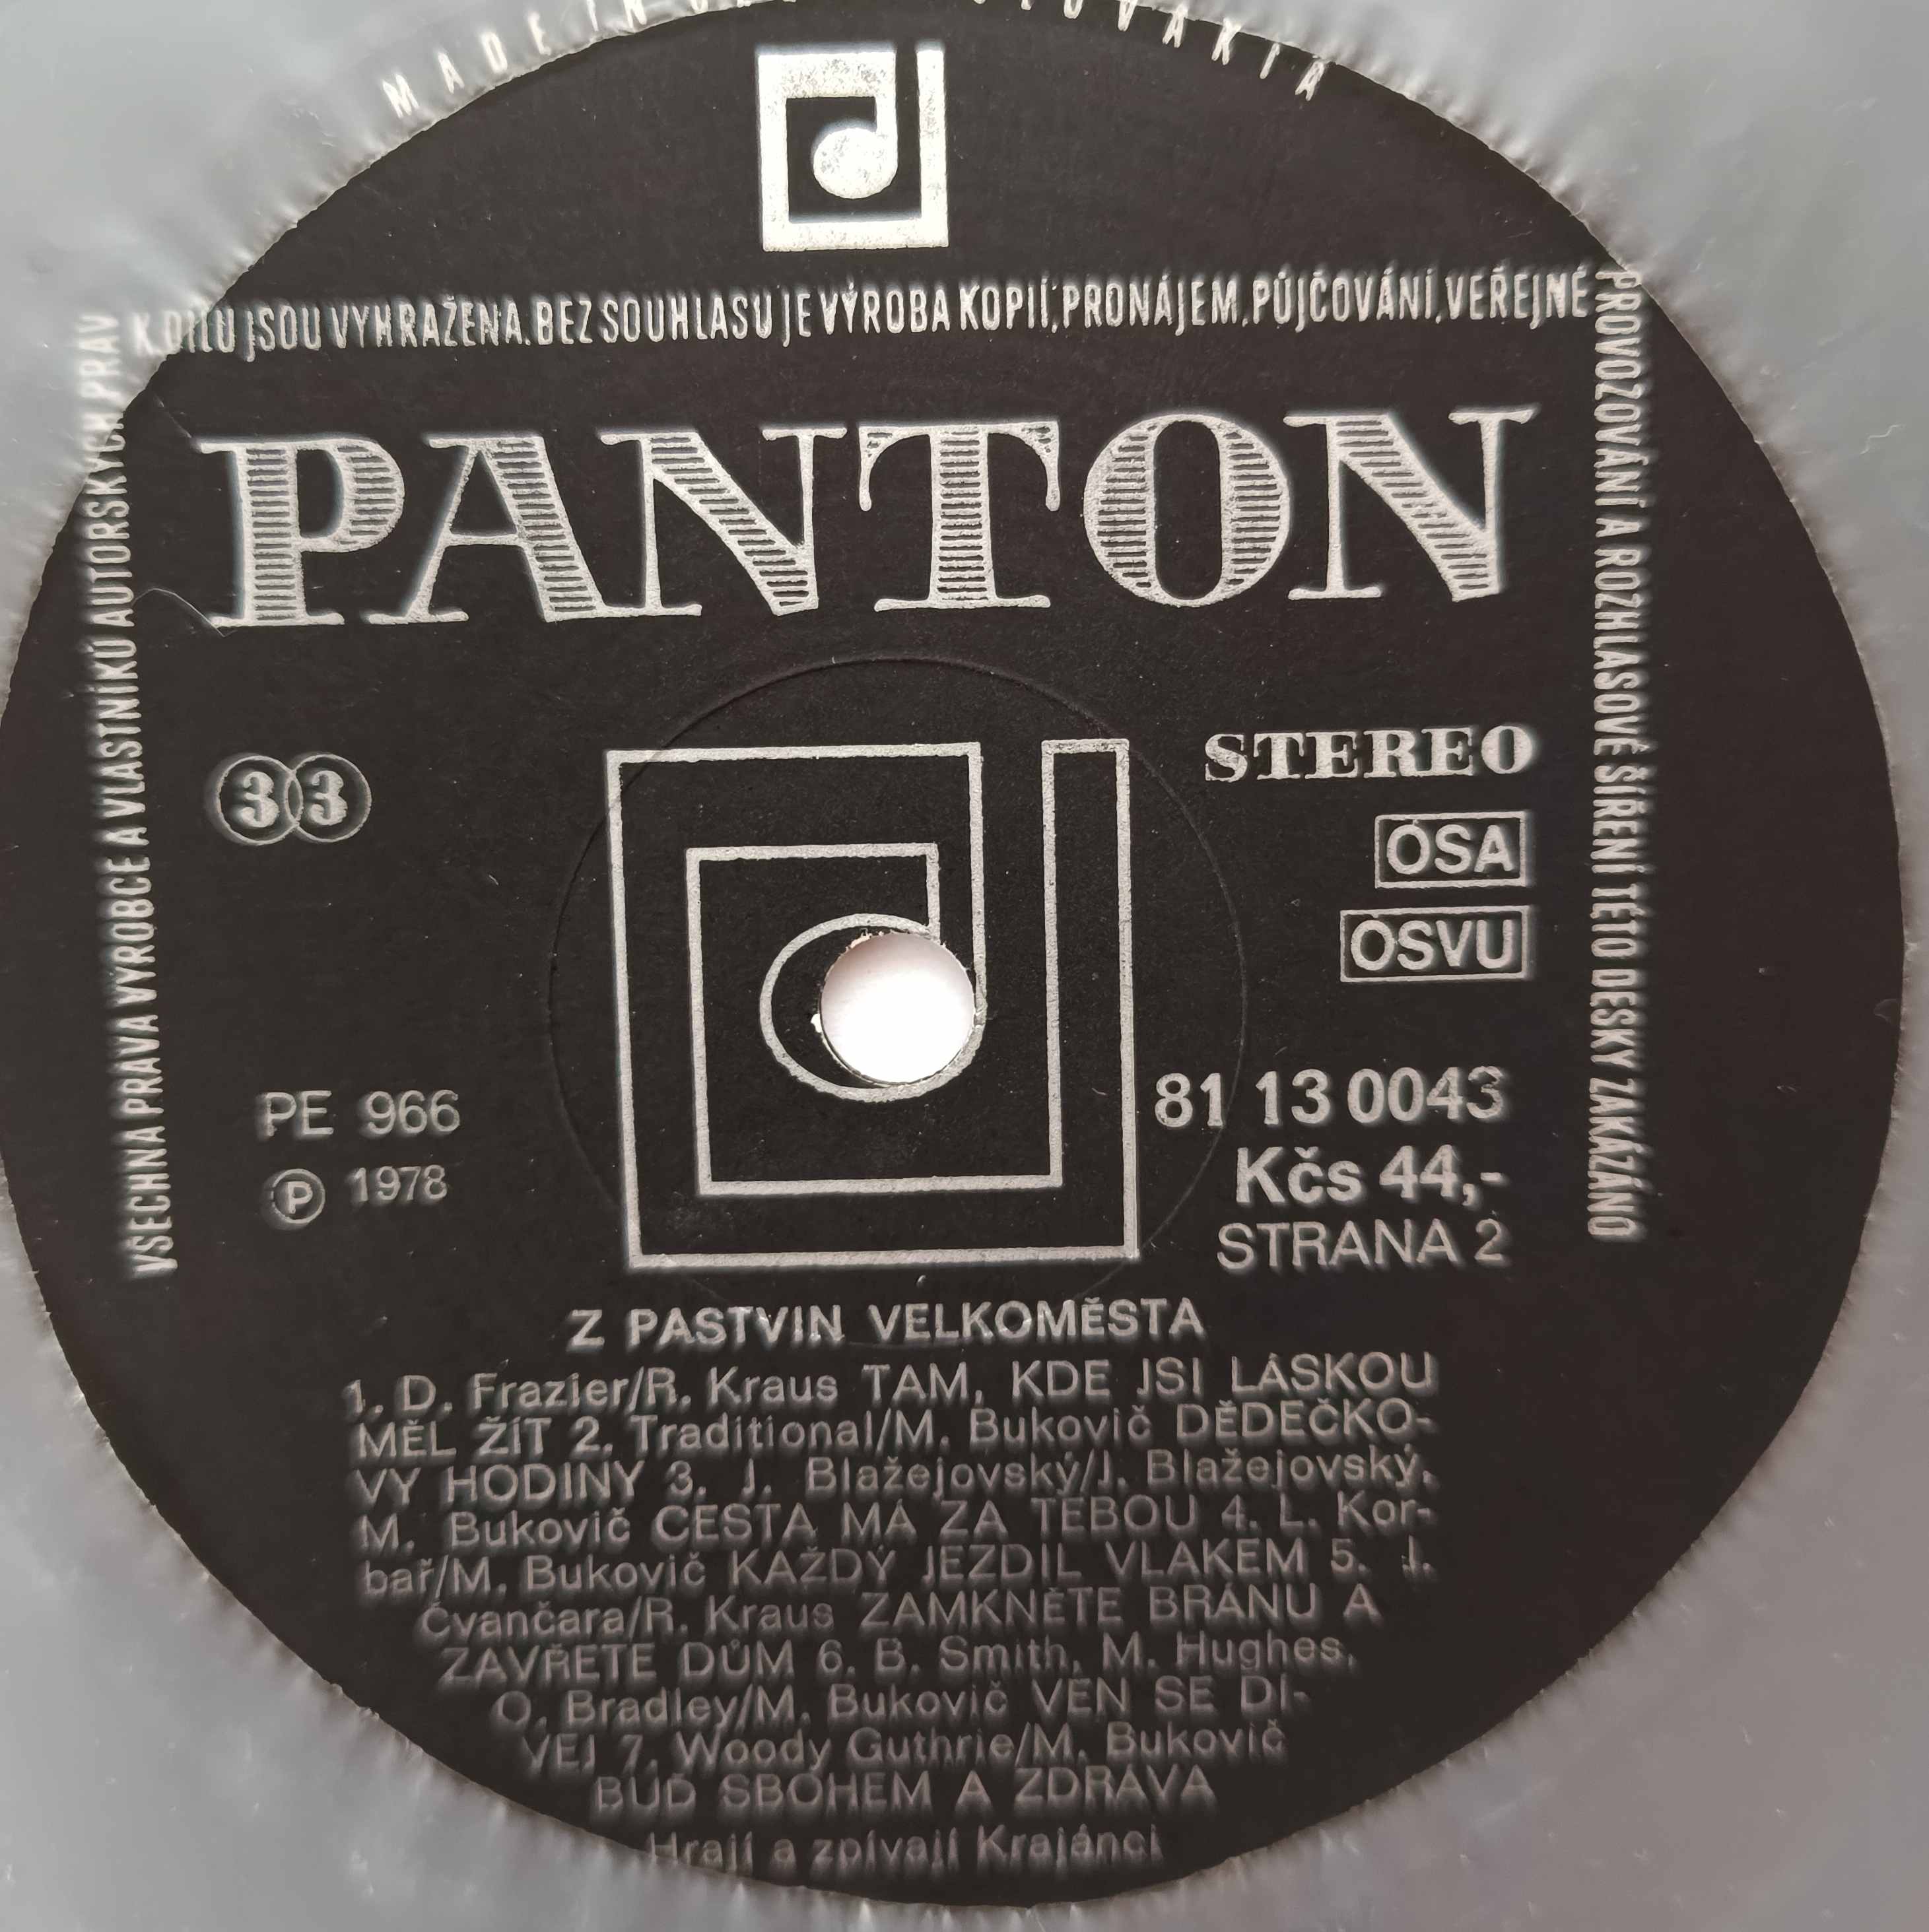 MADE IN
VŠECHNA PRÁVA VÝROBCE A VLASTNÍKŮ AUTORSKÝCH PRÁV
K DÍLU JSOU VYHRAŽENA. BEZ SOUHLASU JE VÝROBA KOPIÍ, PRONÁJEM, PŮJČOVÁNÍ, VEŘEJNÉ
PROVOZOVÁNÍ A ROZHLASOVÉ ŠÍŘENÍ TÉTO DESKY ZAKÁZÁNO
PANTON
33
STEREO
OSA
OSVU
PE 966
81 13 0043
℗ 1978
Kčs 44,-
STRANA 2
Z PASTVIN VELKOMĚSTA
1. D. Frazier/R. Kraus TAM, KDE JSI LÁSKOU
MĚL ŽÍT 2. Traditional/M. Bukovič DĚDEČKO-
VY HODINY 3. J. Blažejovský/J. Blažejovský,
M. Bukovič CESTA MÁ ZA TEBOU 4. L. Kor-
bař/M. Bukovič KAŽDÝ JEZDIL VLAKEM 5. J.
Čvančara/R. Kraus ZAMKNĚTE BRÁNU A
ZAVŘETE DŮM 6. B. Smith, M. Hughes,
O. Bradley/M. Bukovič VEN SE DÍ-
VEJ 7. Woody Guthrie/M. Bukovič
BUĎ SBOHEM A ZDRÁVA
Hrají a zpívají Krajánci